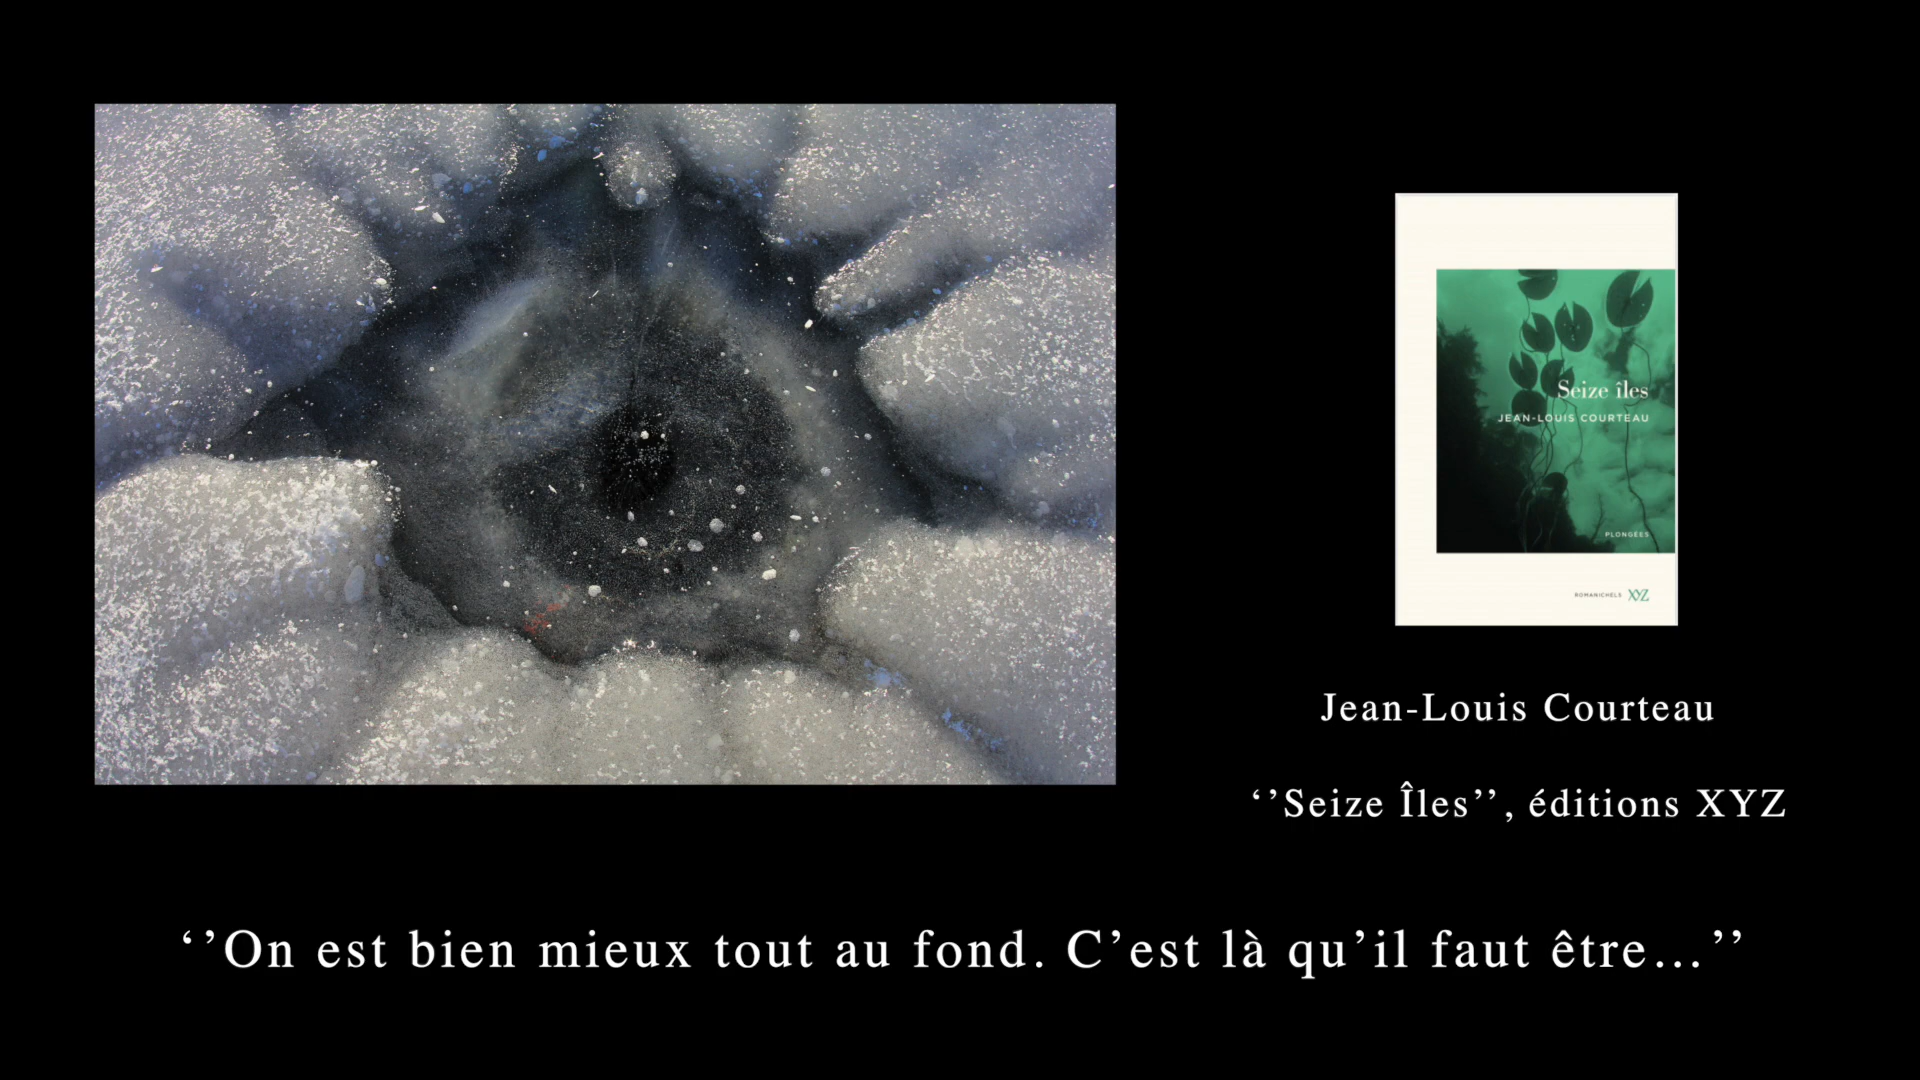 Seize îles
JEAN-LOUIS COURTEAU
PLONGÉES
ROMANICHELS XYZ
Jean-Louis Courteau
‘’Seize Îles’’, éditions XYZ
‘’On est bien mieux tout au fond. C’est là qu’il faut être...’’